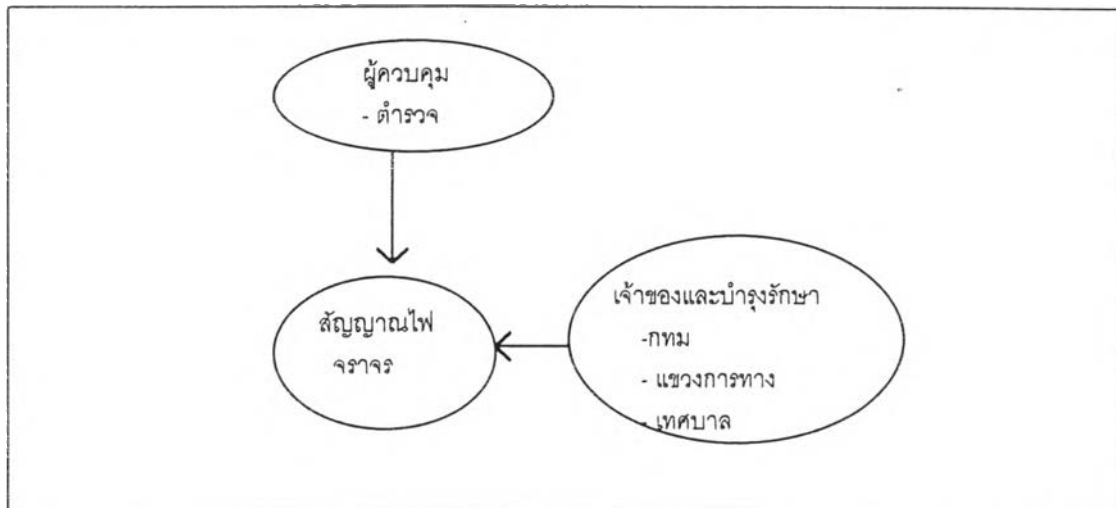 ผู้ควบคุม
- ตำรวจ
สัญญาณไฟ
จราจร
เจ้าของและบำรุงรักษา
-กทม
- แขวงการทาง
- เทศบาล